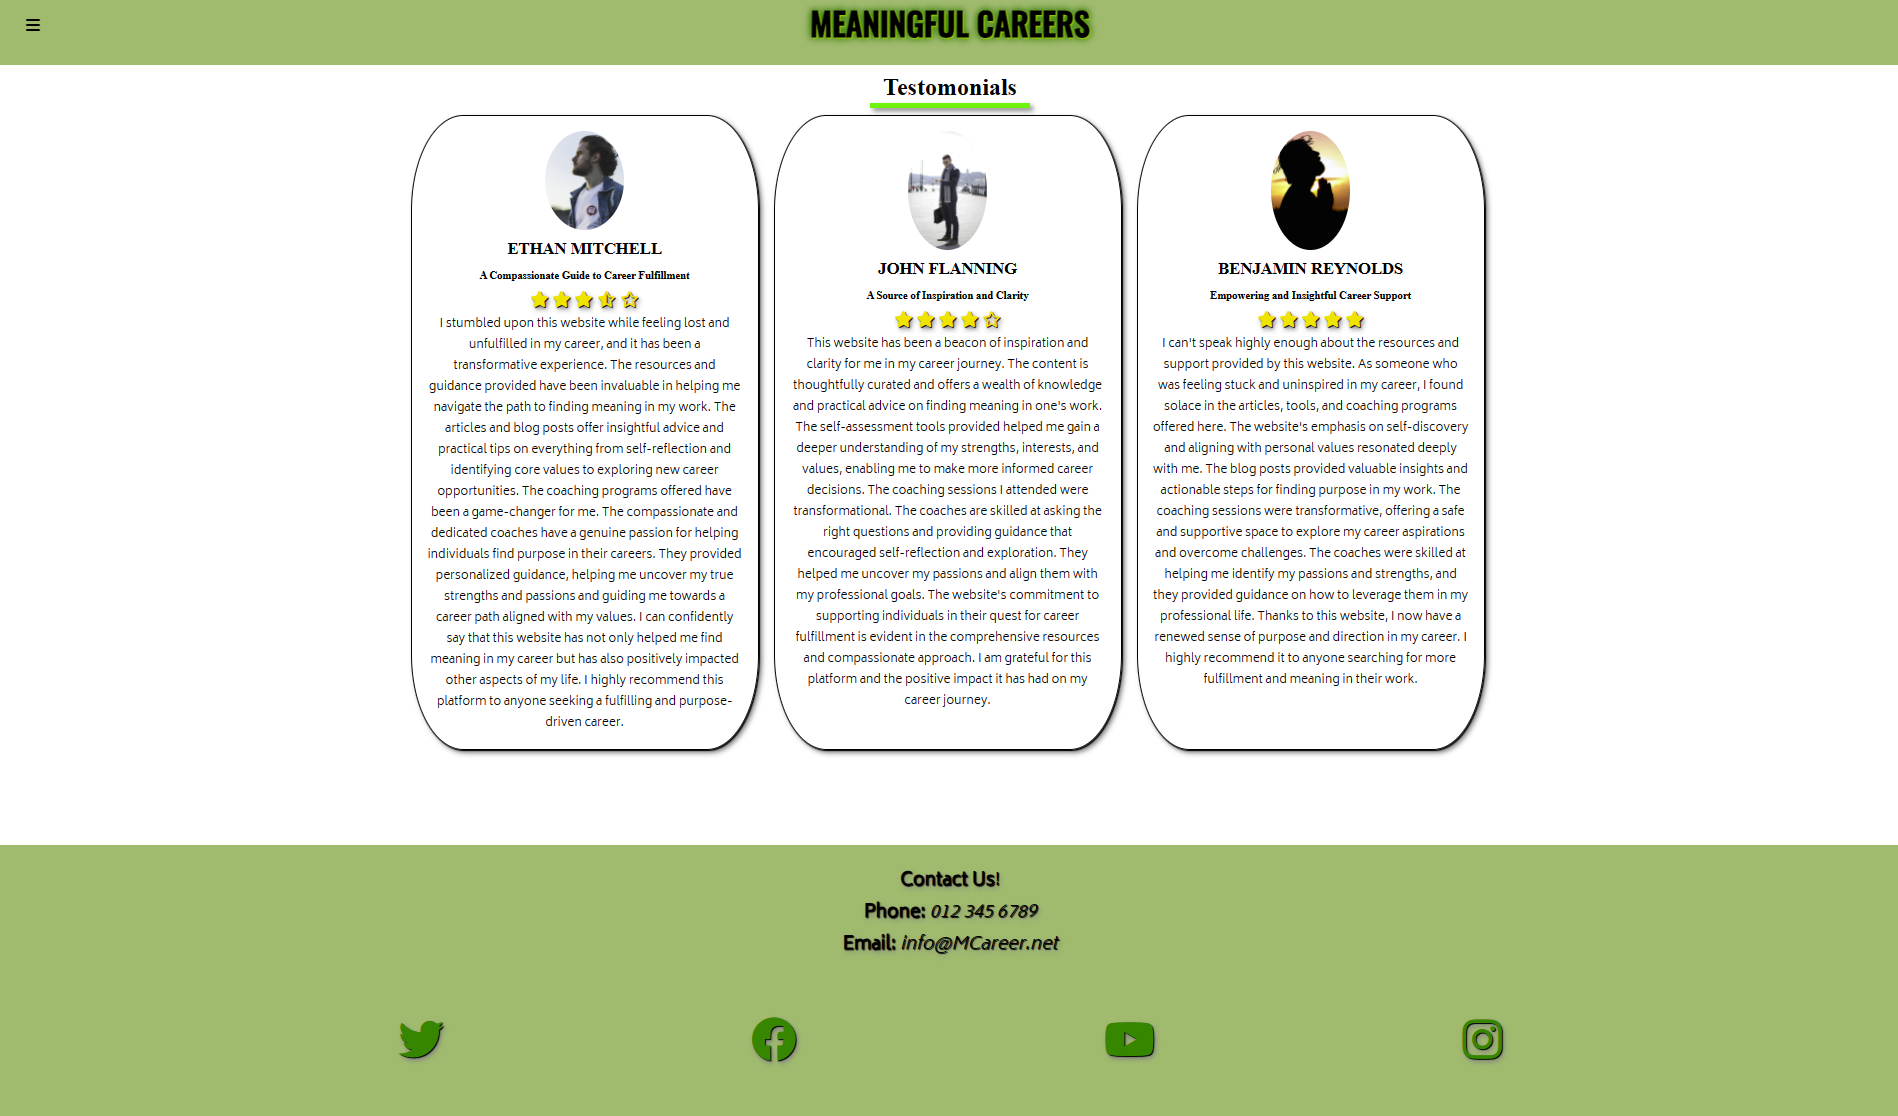 MEANINGFUL CAREERS
Testomonials
ETHAN MITCHELL
A Compassionate Guide to Career Fulfillment
I stumbled upon this website while feeling lost and
unfulfilled in my career, and it has been a
transformative experience. The resources and
guidance provided have been invaluable in helping me
navigate the path to finding meaning in my work. The
articles and blog posts offer insightful advice and
practical tips on everything from self-reflection and
identifying core values to exploring new career
opportunities. The coaching programs offered have
been a game-changer for me. The compassionate and
dedicated coaches have a genuine passion for helping
individuals find purpose in their careers. They provided
personalized guidance, helping me uncover my true
strengths and passions and guiding me towards a
career path aligned with my values. I can confidently
say that this website has not only helped me find
meaning in my career but has also positively impacted
other aspects of my life. I highly recommend this
platform to anyone seeking a fulfilling and purpose-
driven career.
JOHN FLANNING
A Source of Inspiration and Clarity
This website has been a beacon of inspiration and
clarity for me in my career journey. The content is
thoughtfully curated and offers a wealth of knowledge
and practical advice on finding meaning in one's work.
The self-assessment tools provided helped me gain a
deeper understanding of my strengths, interests, and
values, enabling me to make more informed career
decisions. The coaching sessions I attended were
transformational. The coaches are skilled at asking the
right questions and providing guidance that
encouraged self-reflection and exploration. They
helped me uncover my passions and align them with
my professional goals. The website's commitment to
supporting individuals in their quest for career
fulfillment is evident in the comprehensive resources
and compassionate approach. I am grateful for this
platform and the positive impact it has had on my
career journey.
BENJAMIN REYNOLDS
Empowering and Insightful Career Support
I can't speak highly enough about the resources and
support provided by this website. As someone who
was feeling stuck and uninspired in my career, I found
solace in the articles, tools, and coaching programs
offered here. The website's emphasis on self-discovery
and aligning with personal values resonated deeply
with me. The blog posts provided valuable insights and
actionable steps for finding purpose in my work. The
coaching sessions were transformative, offering a safe
and supportive space to explore my career aspirations
and overcome challenges. The coaches were skilled at
helping me identify my passions and strengths, and
they provided guidance on how to leverage them in my
professional life. Thanks to this website, I now have a
renewed sense of purpose and direction in my career. I
highly recommend it to anyone searching for more
fulfillment and meaning in their work.
Contact Us!
Phone: 012 345 6789
Email: info@MCareer.net